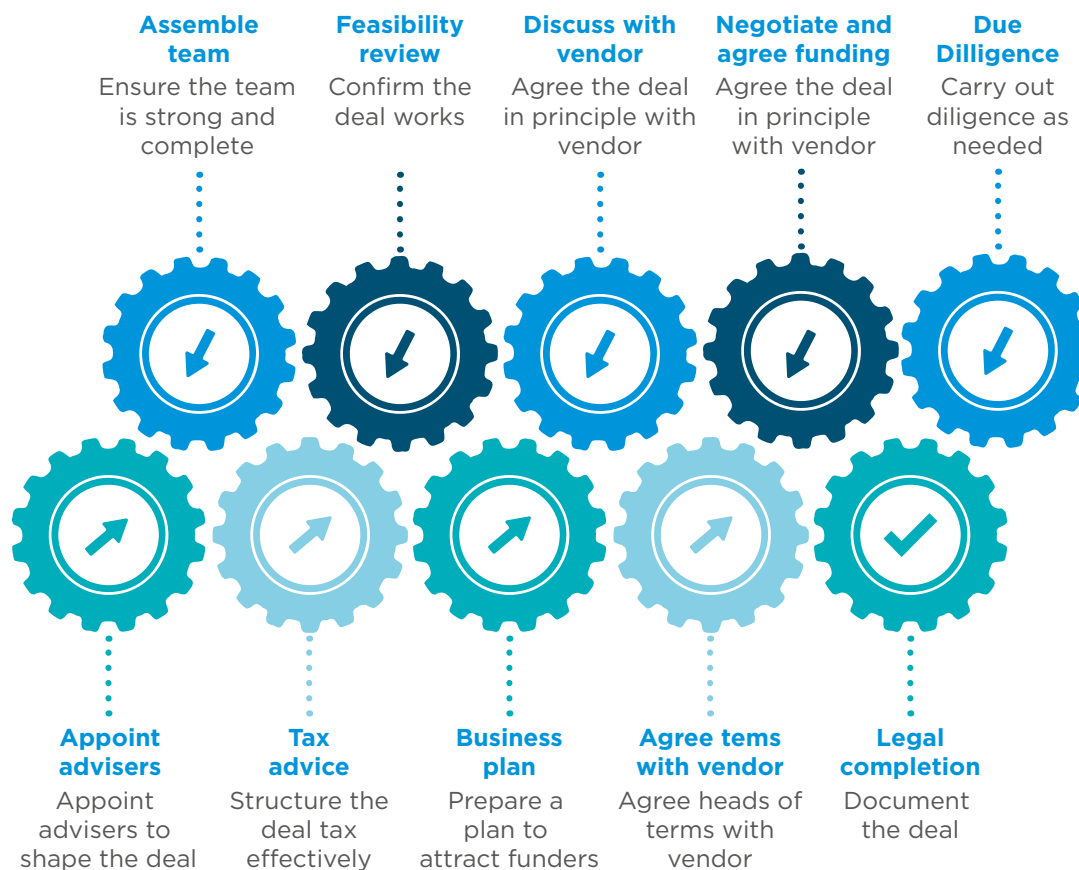 Assemble
team
Ensure the team
is strong and
complete
Feasibility
review
Confirm the
deal works
Discuss with
vendor
Agree the deal
in principle with
vendor
Negotiate and
agree funding
Agree the deal
in principle
with vendor
Due
Dilligence
Carry out
diligence as
needed
Appoint
advisers
Appoint
advisers to
shape the deal
Tax
advice
Structure the
deal tax
effectively
Business
plan
Prepare a
plan to
attract funders
Agree tems
with vendor
Agree heads of
terms with
vendor
Legal
completion
Document
the deal